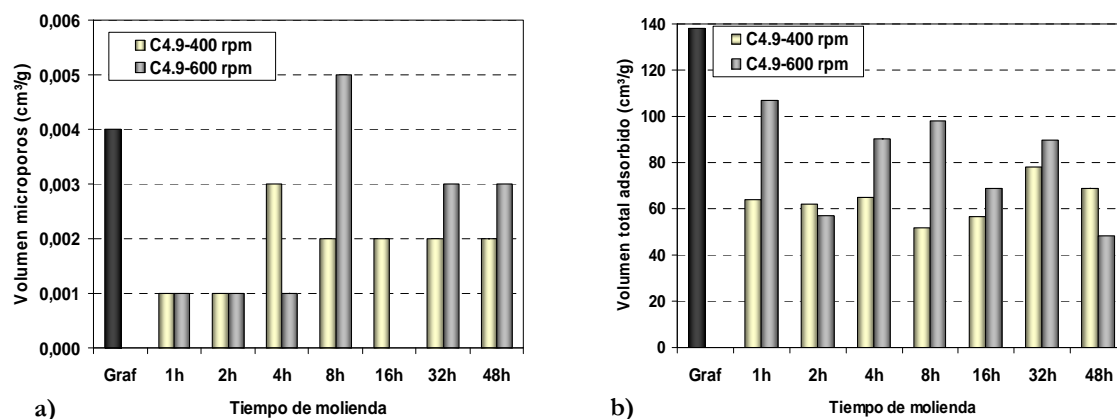 0,006
0,005
0,004
0,003
0,002
0,001
0,000
Volumen microporos (cm³/g)
C4.9-400 rpm
C4.9-600 rpm
Graf 1h 2h 4h 8h 16h 32h 48h
Tiempo de molienda
a)
140
120
100
80
60
40
20
0
Volumen total adsorbido (cm³/g)
C4.9-400 rpm
C4.9-600 rpm
Graf 1h 2h 4h 8h 16h 32h 48h
Tiempo de molienda
b)